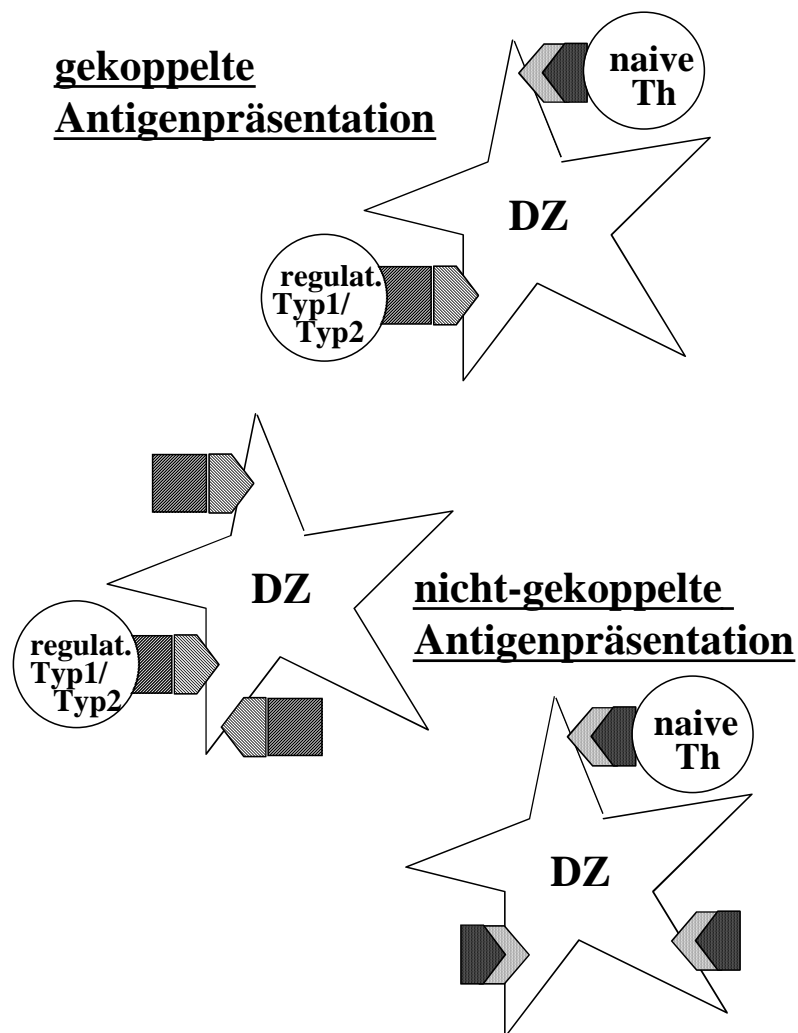 gekoppelte
Antigenpräsentation
naive
Th
DZ
regulat.
Typ1/
Typ2
DZ
nicht-gekoppelte
Antigenpräsentation
regulat.
Typ1/
Typ2
naive
Th
DZ